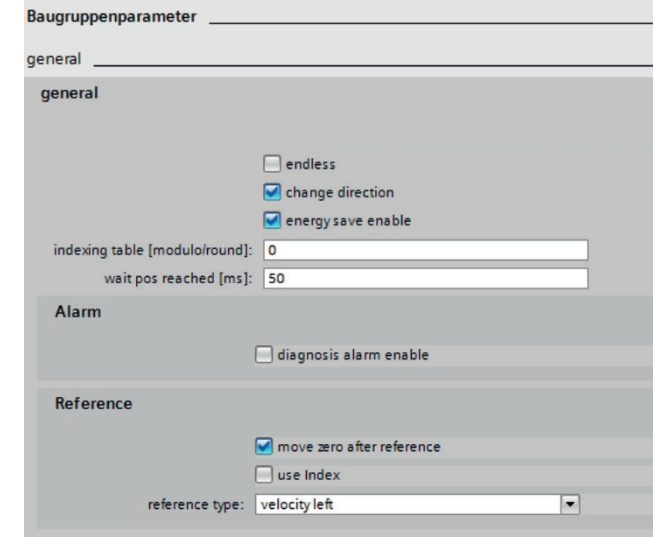 Baugruppenparameter
general
general
endless
change direction
energy save enable
indexing table [modulo/round]: 0
wait pos reached [ms]: 50
Alarm
diagnosis alarm enable
Reference
move zero after reference
use Index
reference type: velocity left